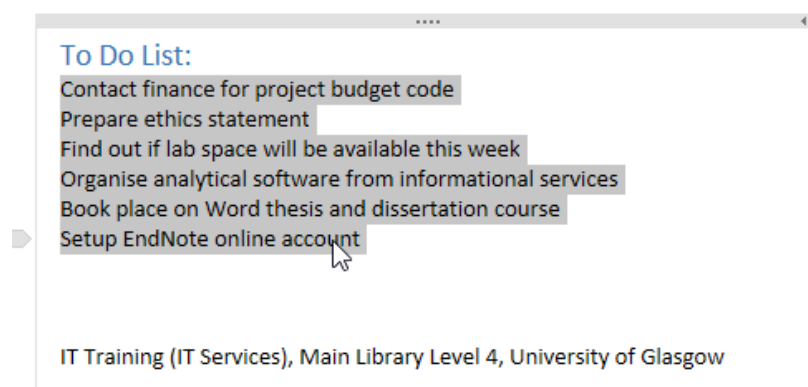 To Do List:
Contact finance for project budget code
Prepare ethics statement
Find out if lab space will be available this week
Organise analytical software from informational services
Book place on Word thesis and dissertation course
Setup EndNote online account
IT Training (IT Services), Main Library Level 4, University of Glasgow